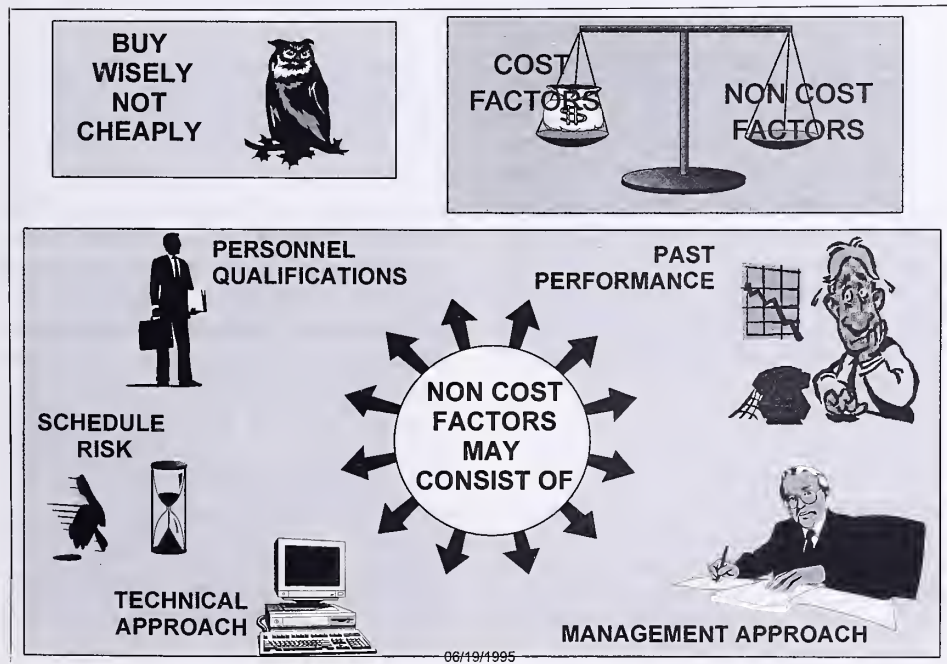 BUY
WISELY
NOT
CHEAPLY
COST
FACTORS
$
NON COST
FACTORS
PERSONNEL
QUALIFICATIONS
PAST
PERFORMANCE
NON COST
FACTORS
MAY
CONSIST OF
SCHEDULE
RISK
TECHNICAL
APPROACH
MANAGEMENT APPROACH
06/19/1995